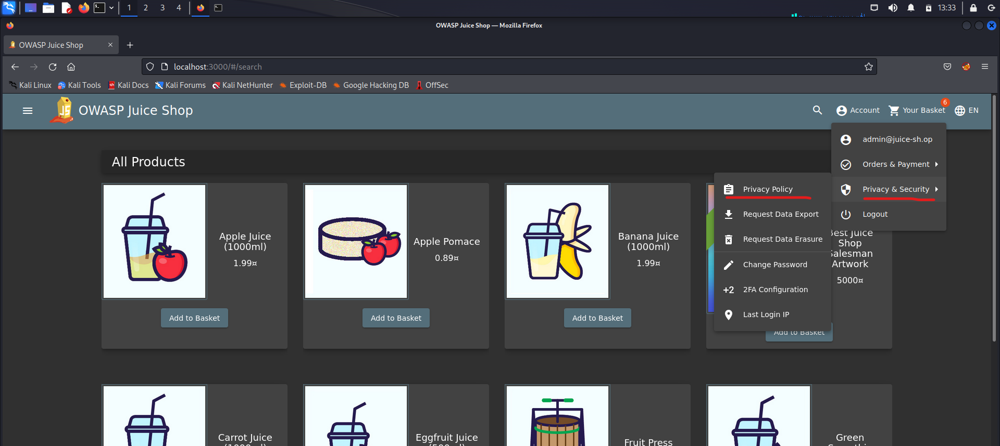 1 2 3 4
13:33
OWASP Juice Shop — Mozilla Firefox
OWASP Juice Shop
localhost:3000/#/search
Kali Linux Kali Tools Kali Docs Kali Forums Kali NetHunter Exploit-DB Google Hacking DB OffSec
JS OWASP Juice Shop
Account Your Basket 6 EN
admin@juice-sh.op
Orders & Payment
Privacy & Security
Logout
Privacy Policy
Request Data Export
Request Data Erasure
Change Password
+2 2FA Configuration
Last Login IP
All Products
Apple Juice
(1000ml)
1.99¤
Add to Basket
Apple Pomace
0.89¤
Add to Basket
Banana Juice
(1000ml)
1.99¤
Add to Basket
Best Juice
Shop
Salesman
Artwork
5000¤
Add to Basket
Carrot Juice
(1000ml)
Eggfruit Juice
(500ml)
Fruit Press
Green
Smoothie